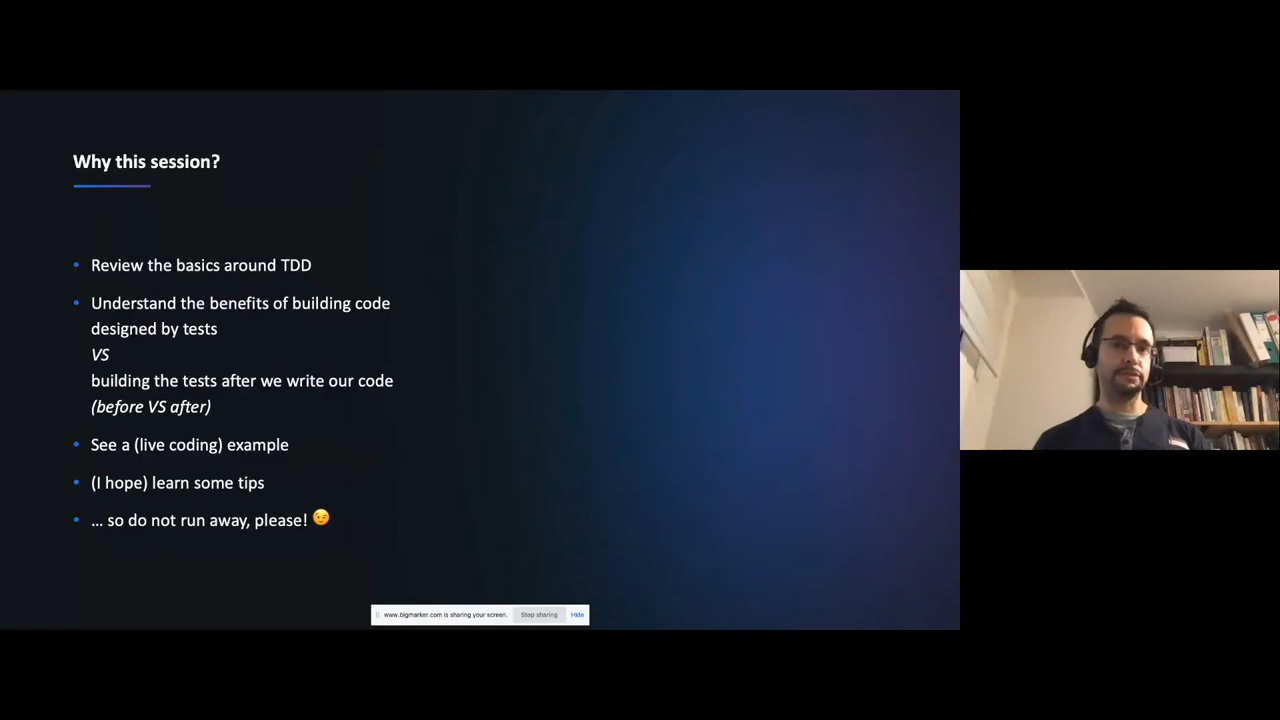 Why this session?
• Review the basics around TDD
• Understand the benefits of building code
designed by tests
VS
building the tests after we write our code
(before VS after)
• See a (live coding) example
• (I hope) learn some tips
• … so do not run away, please! 😉
www.bigmarker.com is sharing your screen. Stop sharing Hide